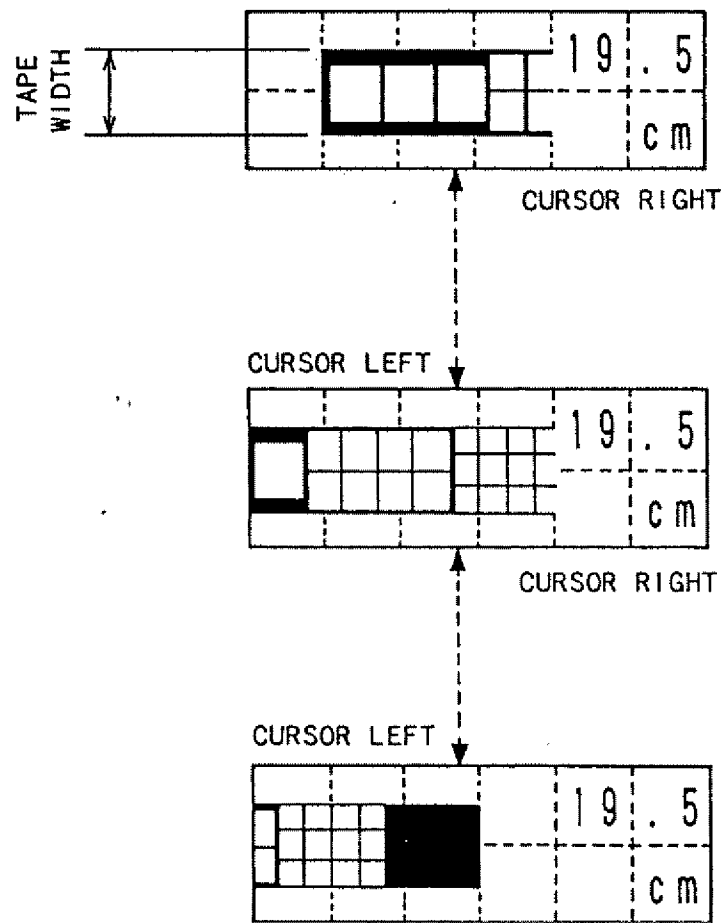 TAPE
WIDTH
19.5
cm
CURSOR RIGHT
CURSOR LEFT
19.5
cm
CURSOR RIGHT
CURSOR LEFT
19.5
cm